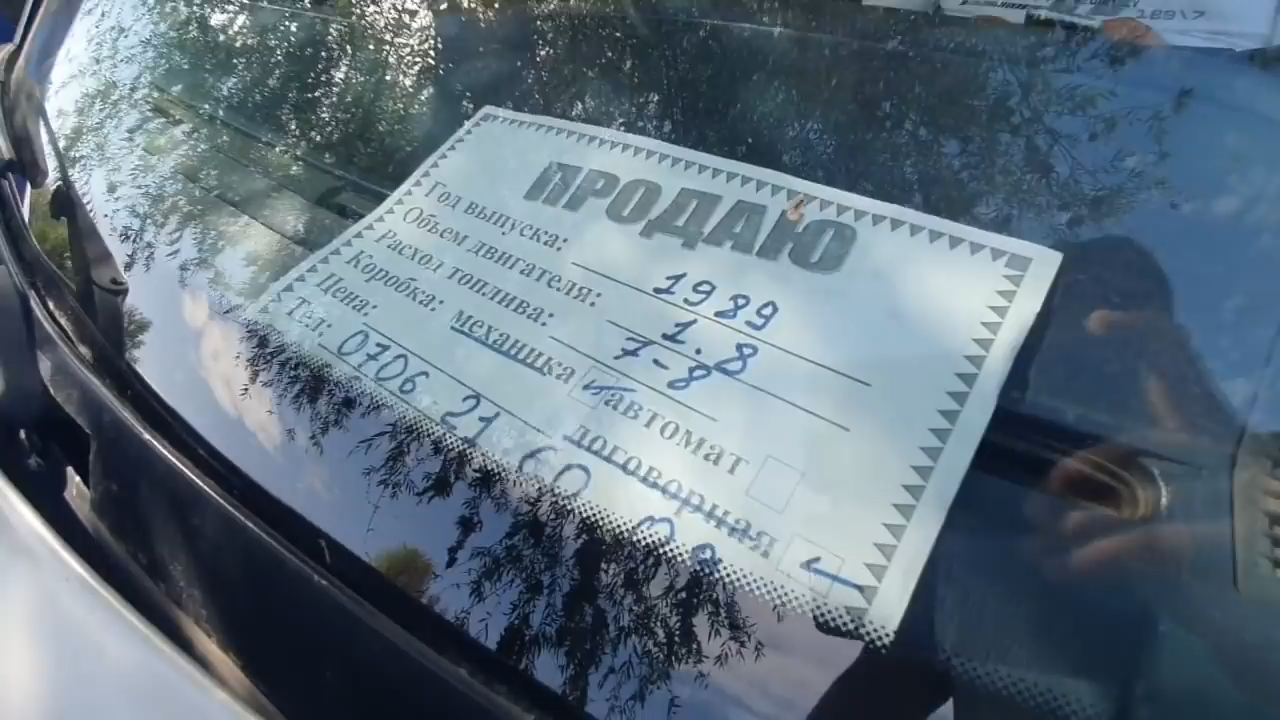 ПРОДАЮ
Год выпуска: 1989
Объем двигателя: 1.8
Расход топлива: 7-8
Коробка: механика автомат
Цена: договорная
Тел: 0706 21 60